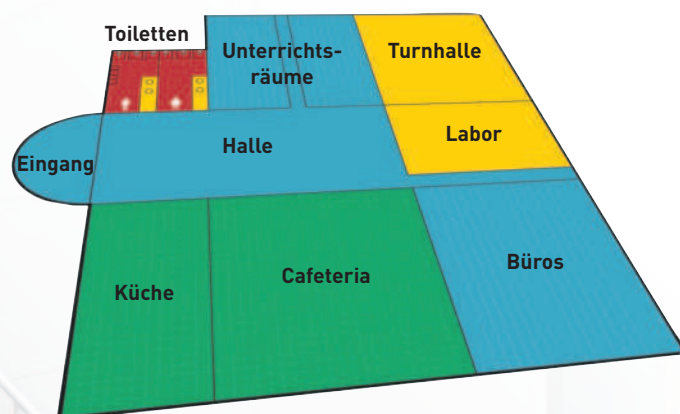 Toiletten
Unterrichts-
räume
Turnhalle
Eingang
Halle
Labor
Küche
Cafeteria
Büros